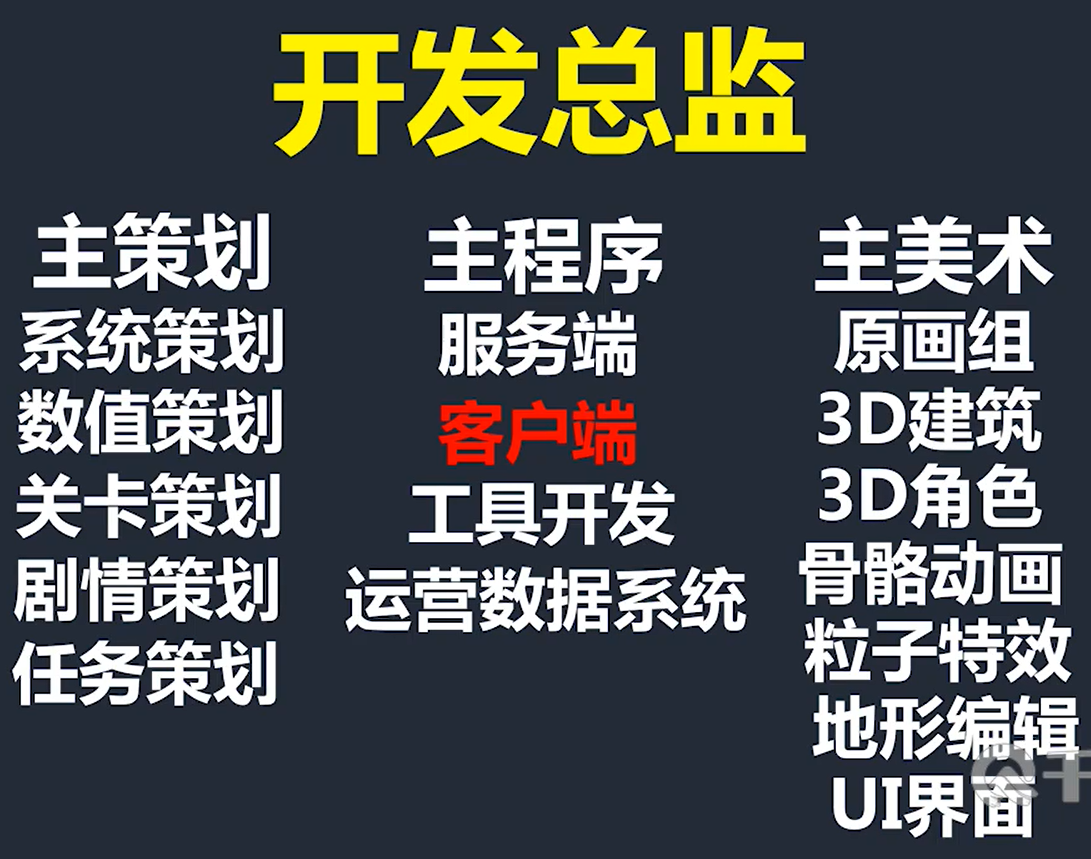 开发总监
主策划
系统策划
数值策划
关卡策划
剧情策划
任务策划
主程序
服务端
客户端
工具开发
运营数据系统
主美术
原画组
3D建筑
3D角色
骨骼动画
粒子特效
地形编辑
UI界面
千